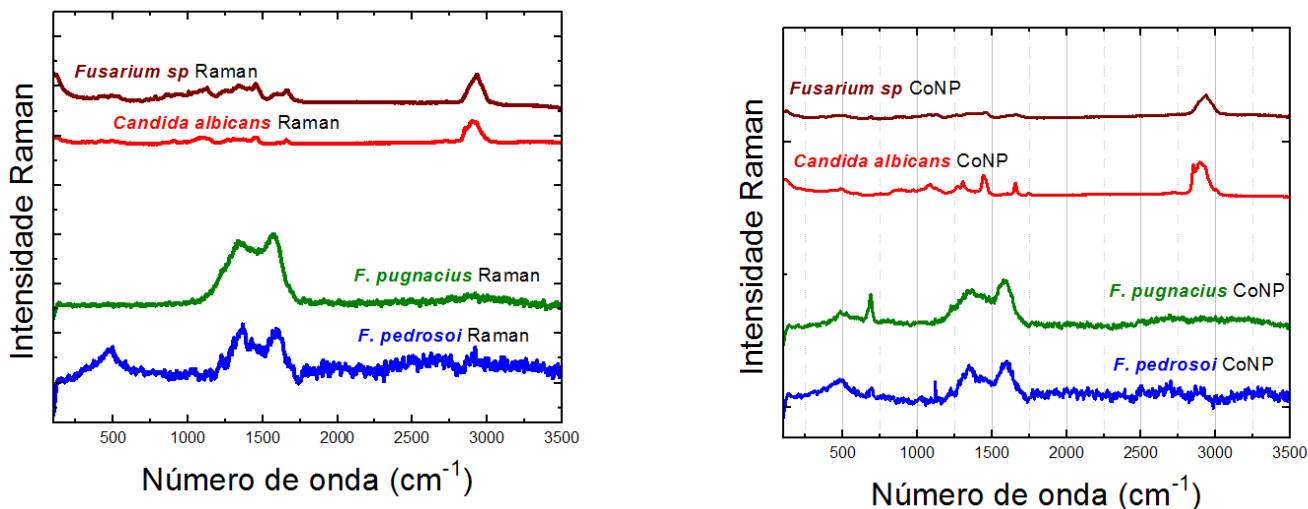 Intensidade Raman
Fusarium sp Raman
Candida albicans Raman
F. pugnacius Raman
F. pedrosoi Raman
500 1000 1500 2000 2500 3000 3500
Número de onda (cm-1)
Intensidade Raman
Fusarium sp CoNP
Candida albicans CoNP
F. pugnacius CoNP
F. pedrosoi CoNP
500 1000 1500 2000 2500 3000 3500
Número de onda (cm-1)